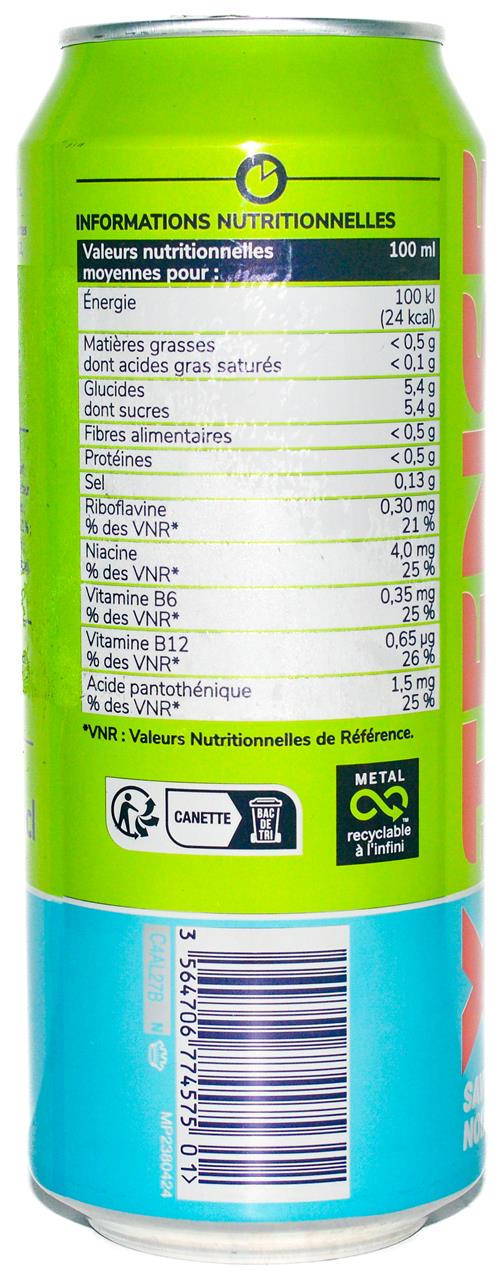 INFORMATIONS NUTRITIONNELLES
Valeurs nutritionnelles 100 ml
moyennes pour :
Énergie 100 kJ
(24 kcal)
Matières grasses < 0,5 g
dont acides gras saturés < 0,1 g
Glucides 5,4 g
dont sucres 5,4 g
Fibres alimentaires < 0,5 g
Protéines < 0,5 g
Sel 0,13 g
Riboflavine 0,30 mg
% des VNR* 21 %
Niacine 4,0 mg
% des VNR* 25 %
Vitamine B6 0,35 mg
% des VNR* 25 %
Vitamine B12 0,65 µg
% des VNR* 26 %
Acide pantothénique 1,5 mg
% des VNR* 25 %
*VNR : Valeurs Nutritionnelles de Référence.
CANETTE
BAC
DE
TRI
METAL
TM
recyclable
à l'infini
3 564706 774575 01>
C4AL27B N
MP2380424
cl